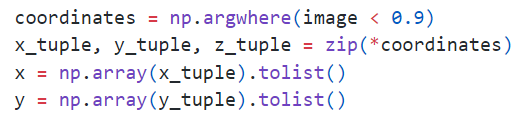 coordinates = np.argwhere(image < 0.9)
x_tuple, y_tuple, z_tuple = zip(*coordinates)
x = np.array(x_tuple).tolist()
y = np.array(y_tuple).tolist()